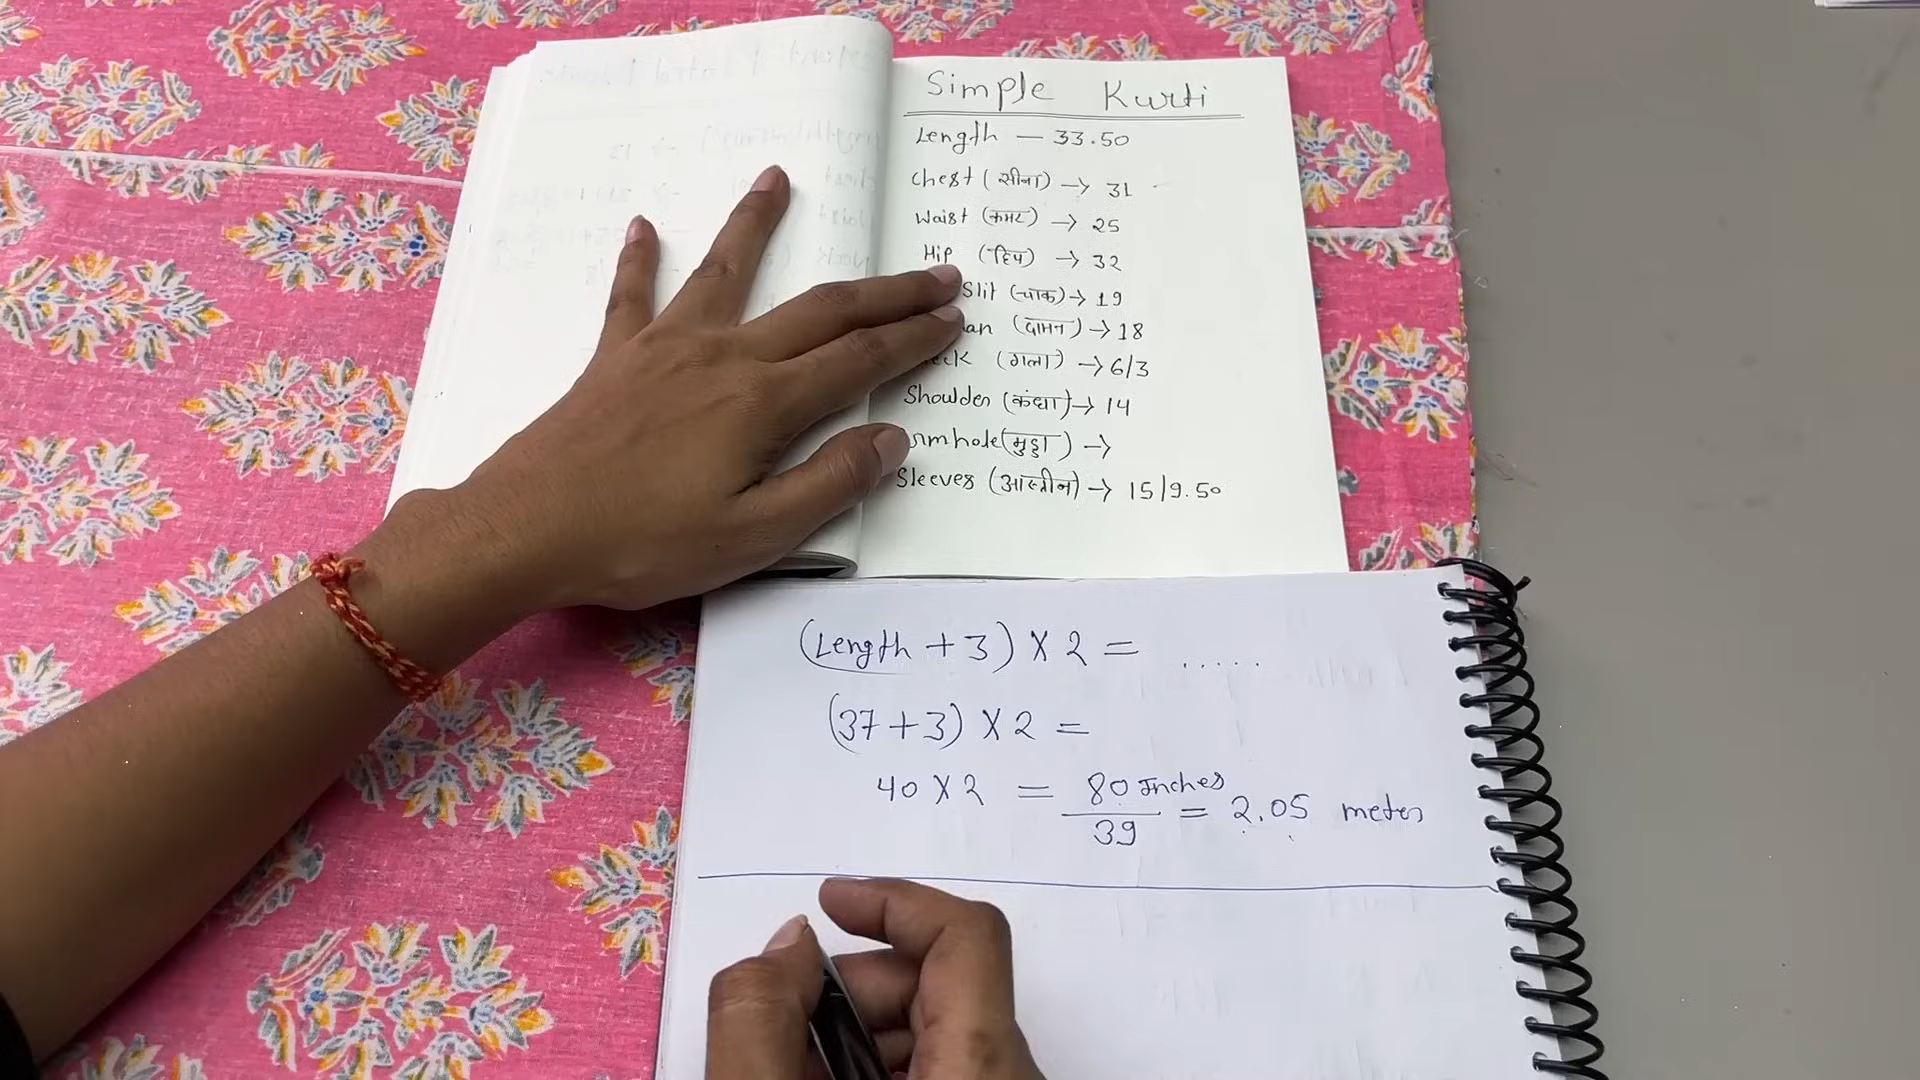 Simple Kurti
Length — 33.50
Chest (सीना) → 31
Waist (कमर) → 25
Hip (हिप) → 32
Slit (चाक) → 19
(दामन) → 18
(गला) → 6/3
Shoulder (कंधा) → 14
(मुड्ढा) →
Sleeves (आस्तीन) → 15/9.50
(Length + 3) X 2 = .....
(37 + 3) X 2 =
40 X 2 = 80 Inches
39 = 2.05 meter